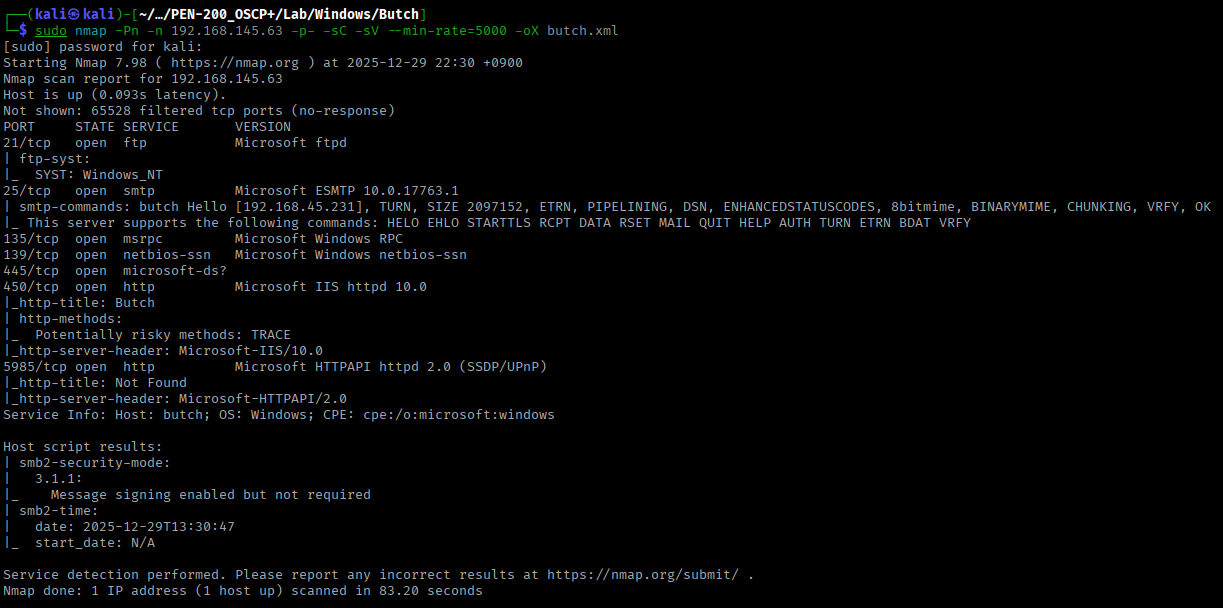 ┌──(kali㉿kali)-[~/…/PEN-200_OSCP+/Lab/Windows/Butch]
└─$ sudo nmap -Pn -n 192.168.145.63 -p- -sC -sV --min-rate=5000 -oX butch.xml
[sudo] password for kali:
Starting Nmap 7.98 ( https://nmap.org ) at 2025-12-29 22:30 +0900
Nmap scan report for 192.168.145.63
Host is up (0.093s latency).
Not shown: 65528 filtered tcp ports (no-response)
PORT     STATE SERVICE       VERSION
21/tcp   open  ftp           Microsoft ftpd
| ftp-syst:
|_  SYST: Windows_NT
25/tcp   open  smtp          Microsoft ESMTP 10.0.17763.1
| smtp-commands: butch Hello [192.168.45.231], TURN, SIZE 2097152, ETRN, PIPELINING, DSN, ENHANCEDSTATUSCODES, 8bitmime, BINARYMIME, CHUNKING, VRFY, OK
|_ This server supports the following commands: HELO EHLO STARTTLS RCPT DATA RSET MAIL QUIT HELP AUTH TURN ETRN BDAT VRFY
135/tcp  open  msrpc         Microsoft Windows RPC
139/tcp  open  netbios-ssn   Microsoft Windows netbios-ssn
445/tcp  open  microsoft-ds?
450/tcp  open  http          Microsoft IIS httpd 10.0
|_http-title: Butch
| http-methods:
|_  Potentially risky methods: TRACE
|_http-server-header: Microsoft-IIS/10.0
5985/tcp open  http          Microsoft HTTPAPI httpd 2.0 (SSDP/UPnP)
|_http-title: Not Found
|_http-server-header: Microsoft-HTTPAPI/2.0
Service Info: Host: butch; OS: Windows; CPE: cpe:/o:microsoft:windows

Host script results:
| smb2-security-mode:
|   3.1.1:
|_    Message signing enabled but not required
| smb2-time:
|   date: 2025-12-29T13:30:47
|_  start_date: N/A

Service detection performed. Please report any incorrect results at https://nmap.org/submit/ .
Nmap done: 1 IP address (1 host up) scanned in 83.20 seconds